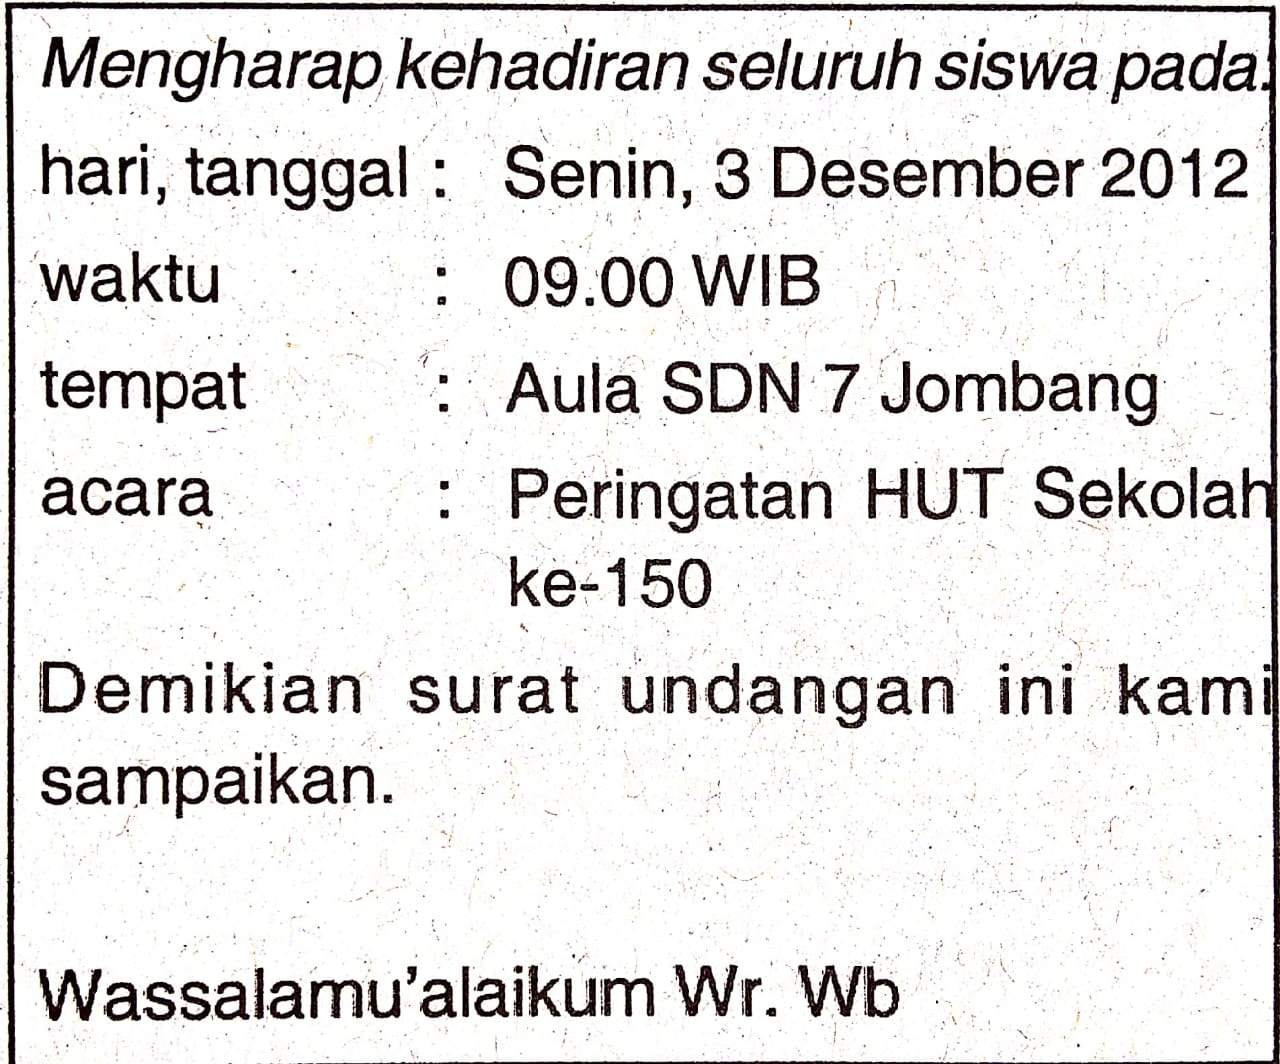 Mengharap kehadiran seluruh siswa pada:
hari, tanggal : Senin, 3 Desember 2012
waktu : 09.00 WIB
tempat : Aula SDN 7 Jombang
acara : Peringatan HUT Sekolah
ke-150
Demikian surat undangan ini kami
sampaikan.
Wassalamu'alaikum Wr. Wb